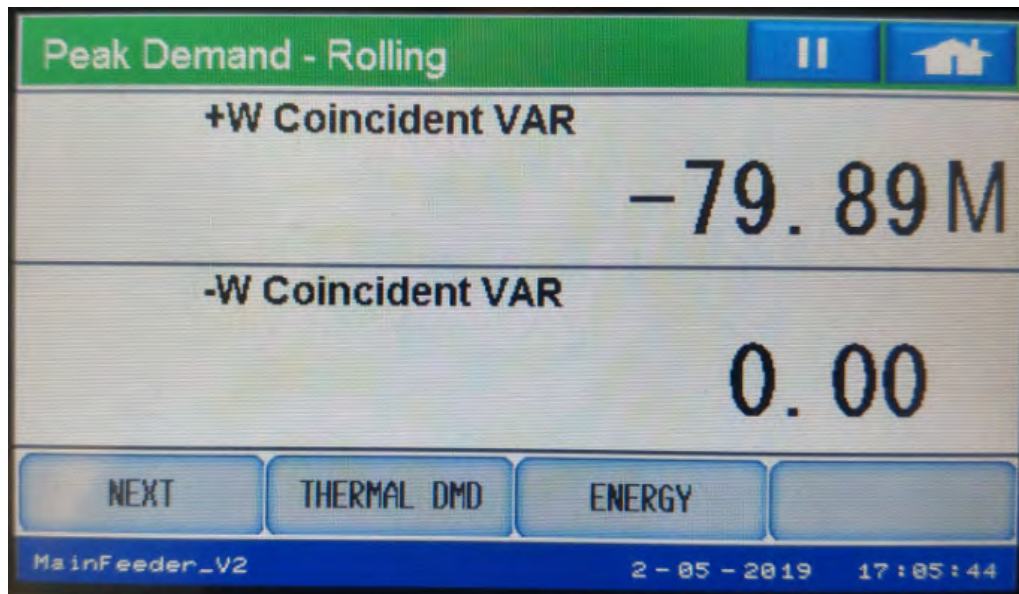 Peak Demand - Rolling
+W Coincident VAR
-79.89 M
-W Coincident VAR
0.00
NEXT THERMAL DMD ENERGY
MainFeeder_V2 2-05-2019 17:05:44